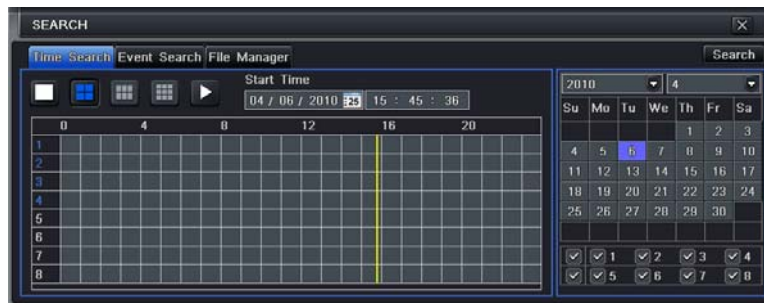 SEARCH
Time Search Event Search File Manager Search
Start Time
04 / 06 / 2010 25 15 : 45 : 36
0 4 8 12 16 20
1
2
3
4
5
6
7
8
2010 4
Su Mo Tu We Th Fr Sa
1 2 3
4 5 6 7 8 9 10
11 12 13 14 15 16 17
18 19 20 21 22 23 24
25 26 27 28 29 30
1 2 3 4
5 6 7 8